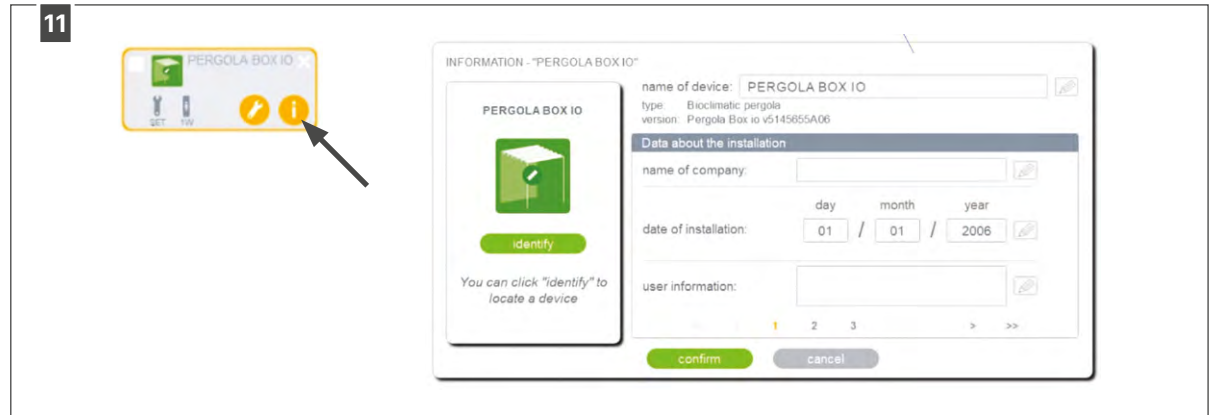 11
PERGOLA BOX IO
SET 1W
INFORMATION - "PERGOLA BOX IO"
PERGOLA BOX IO
identify
You can click "identify" to
locate a device
name of device: PERGOLA BOX IO
type: Bioclimatic pergola
version: Pergola Box io v5145655A06
Data about the installation
name of company:
day month year
date of installation: 01 / 01 / 2006
user information:
1 2 3 > >>
confirm cancel